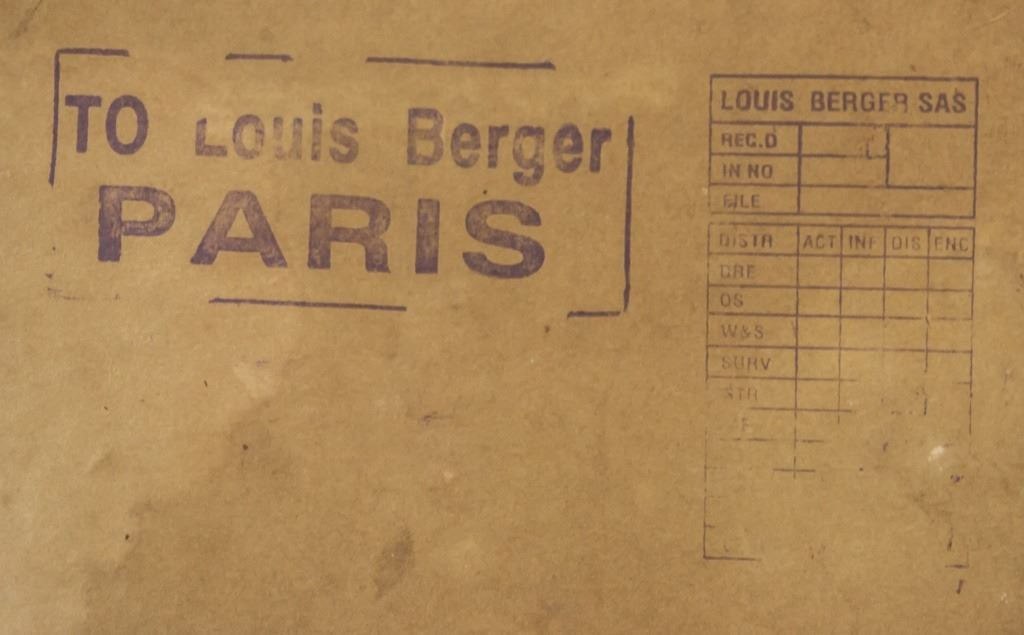 TO Louis Berger
PARIS
LOUIS BERGER SAS
REC.D
IN NO
FILE
DISTR ACT INF DIS ENC
DRE
OS
W&S
SURV
STR